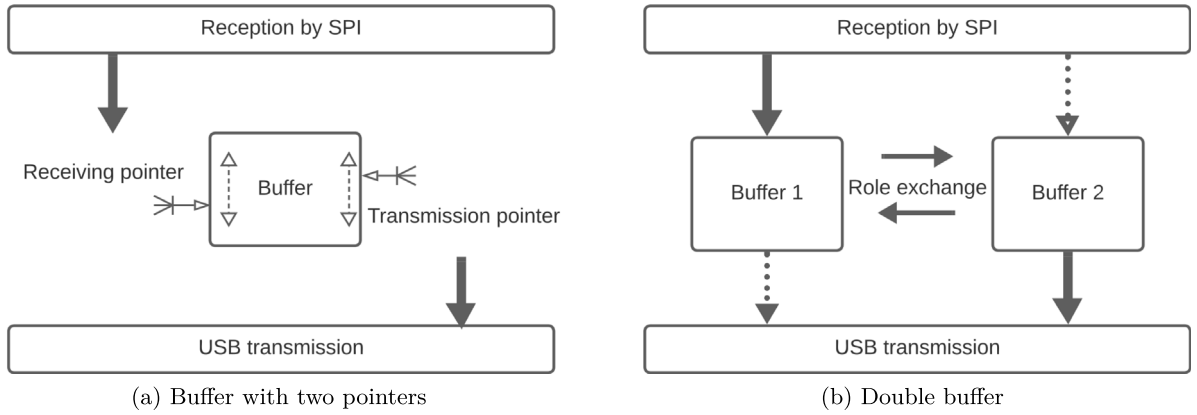 Reception by SPI
Receiving pointer
Buffer
Transmission pointer
USB transmission
(a) Buffer with two pointers
Reception by SPI
Buffer 1
Role exchange
Buffer 2
USB transmission
(b) Double buffer